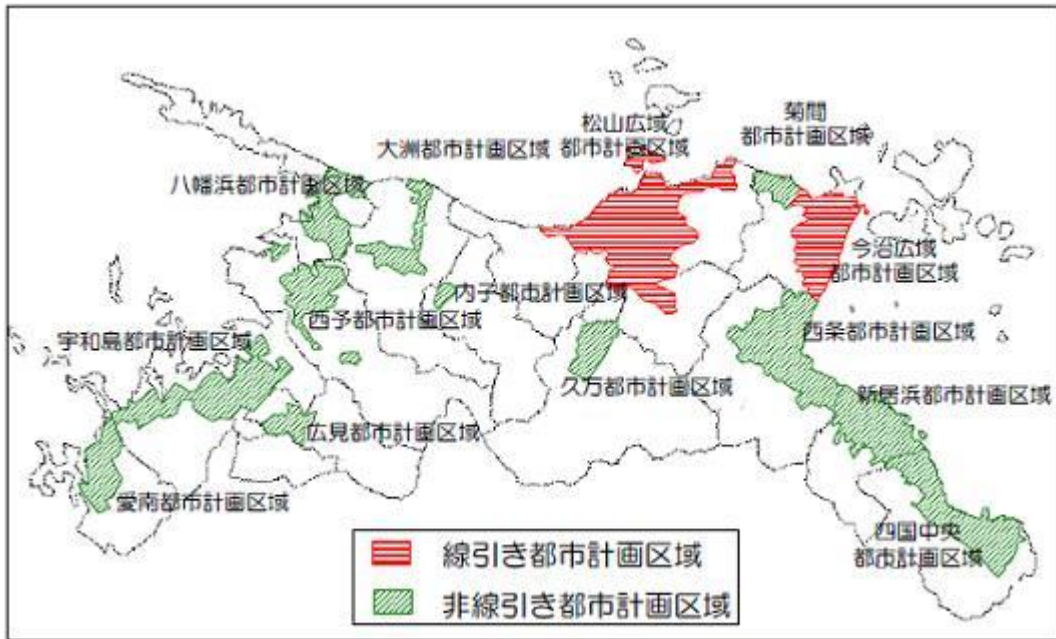 松山広域
都市計画区域
菊間
都市計画区域
大洲都市計画区域
八幡浜都市計画区域
今治広域
都市計画区域
内子都市計画区域
西予都市計画区域
西条都市計画区域
宇和島都市計画区域
久万都市計画区域
新居浜都市計画区域
広見都市計画区域
愛南都市計画区域
四国中央
都市計画区域
線引き都市計画区域
非線引き都市計画区域